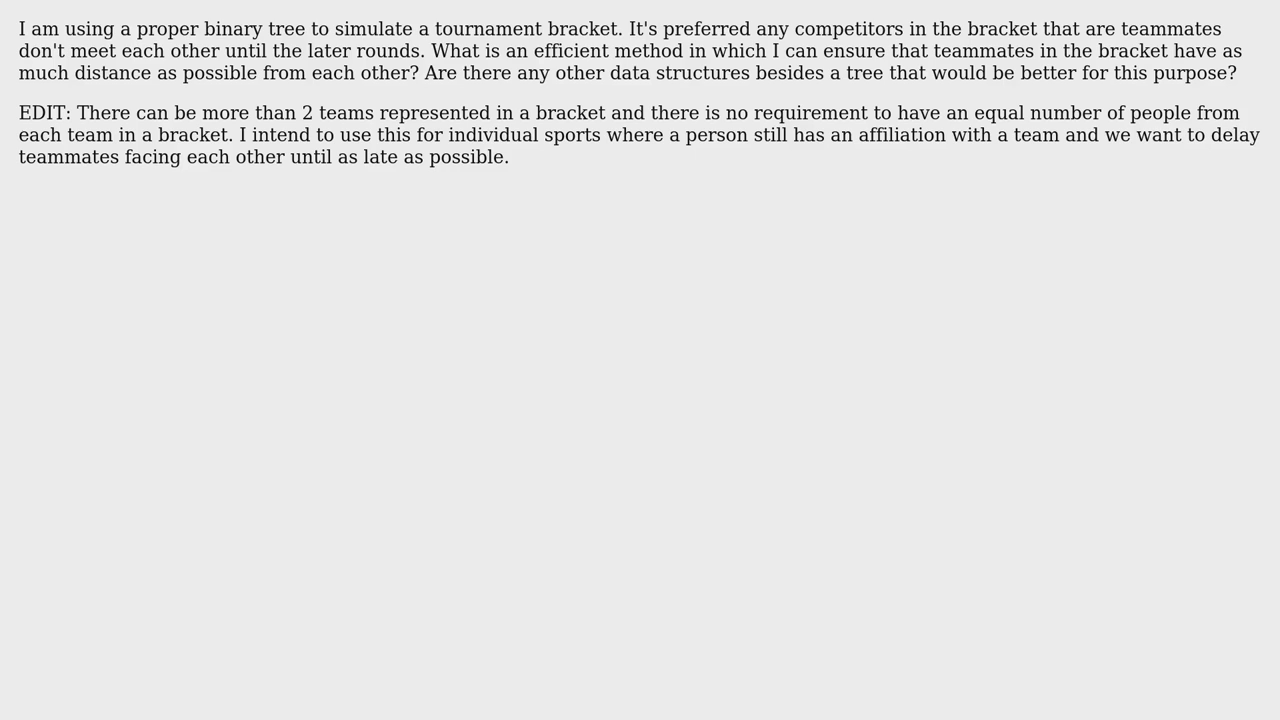 I am using a proper binary tree to simulate a tournament bracket. It's preferred any competitors in the bracket that are teammates
don't meet each other until the later rounds. What is an efficient method in which I can ensure that teammates in the bracket have as
much distance as possible from each other? Are there any other data structures besides a tree that would be better for this purpose?
EDIT: There can be more than 2 teams represented in a bracket and there is no requirement to have an equal number of people from
each team in a bracket. I intend to use this for individual sports where a person still has an affiliation with a team and we want to delay
teammates facing each other until as late as possible.